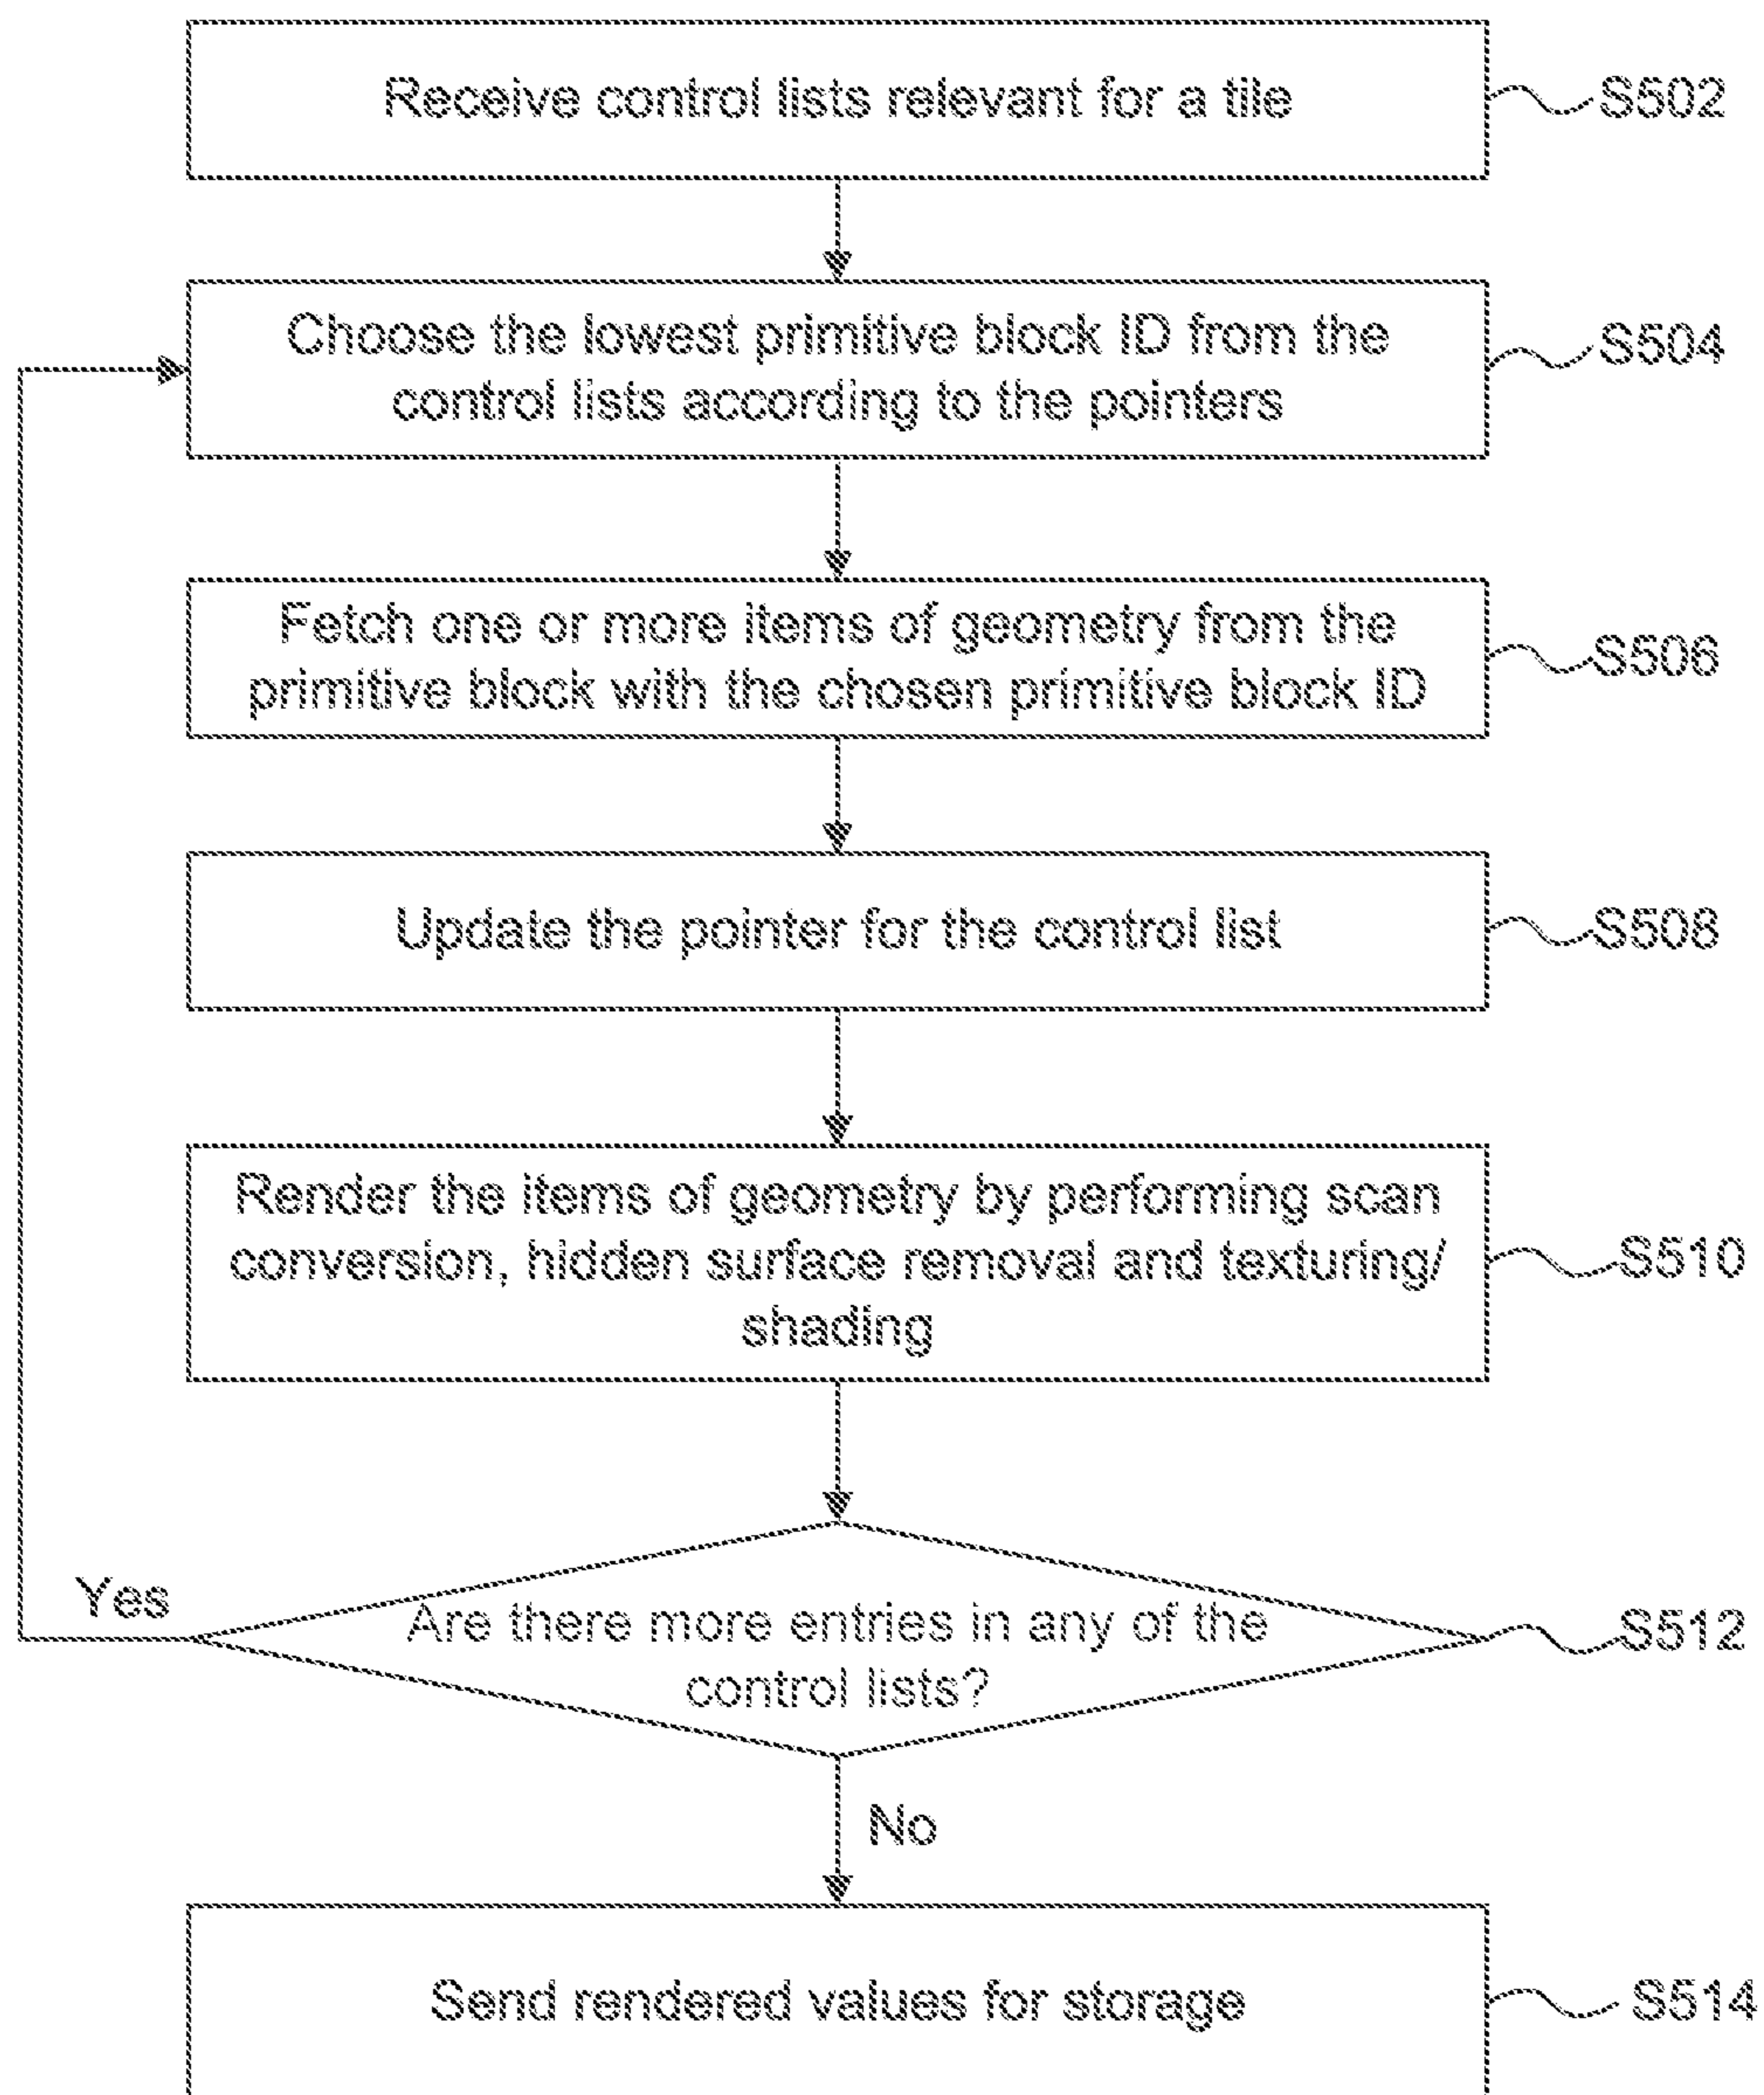 Receive control lists relevant for a tile
S502
Choose the lowest primitive block ID from the
control lists according to the pointers
S504
Fetch one or more items of geometry from the
primitive block with the chosen primitive block ID
S506
Update the pointer for the control list
S508
Render the items of geometry by performing scan
conversion, hidden surface removal and texturing/
shading
S510
Yes
Are there more entries in any of the
control lists?
S512
No
Send rendered values for storage
S514